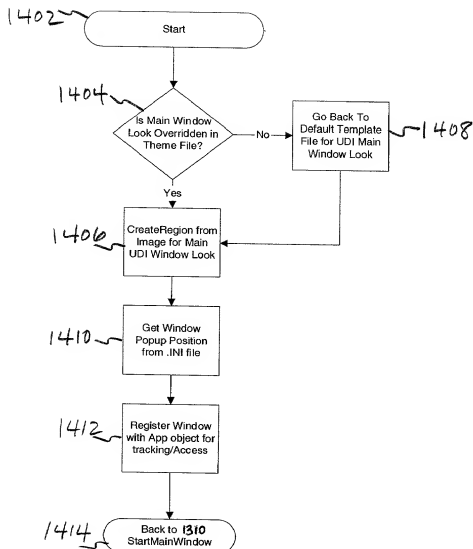 1402
Start
1404
Is Main Window
Look Overridden in
Theme File?
No
Go Back To
Default Template
File for UDI Main
Window Look
1408
Yes
1406
CreateRegion from
Image for Main
UDI Window Look
1410
Get Window
Popup Position
from .INI file
1412
Register Window
with App object for
tracking/Access
1414
Back to 1310
StartMainWindow